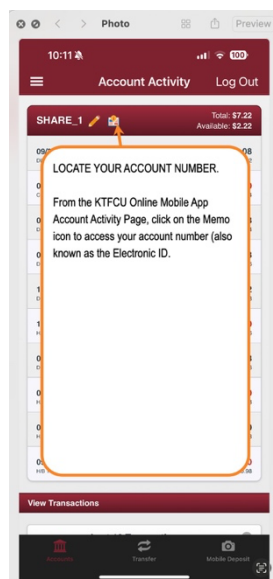 Photo
Preview
10:11
100
Account Activity
Log Out
SHARE_1
Total: $7.22
Available: $2.22
LOCATE YOUR ACCOUNT NUMBER.
From the KTFCU Online Mobile App
Account Activity Page, click on the Memo
icon to access your account number (also
known as the Electronic ID.
View Transactions
Accounts
Transfer
Mobile Deposit